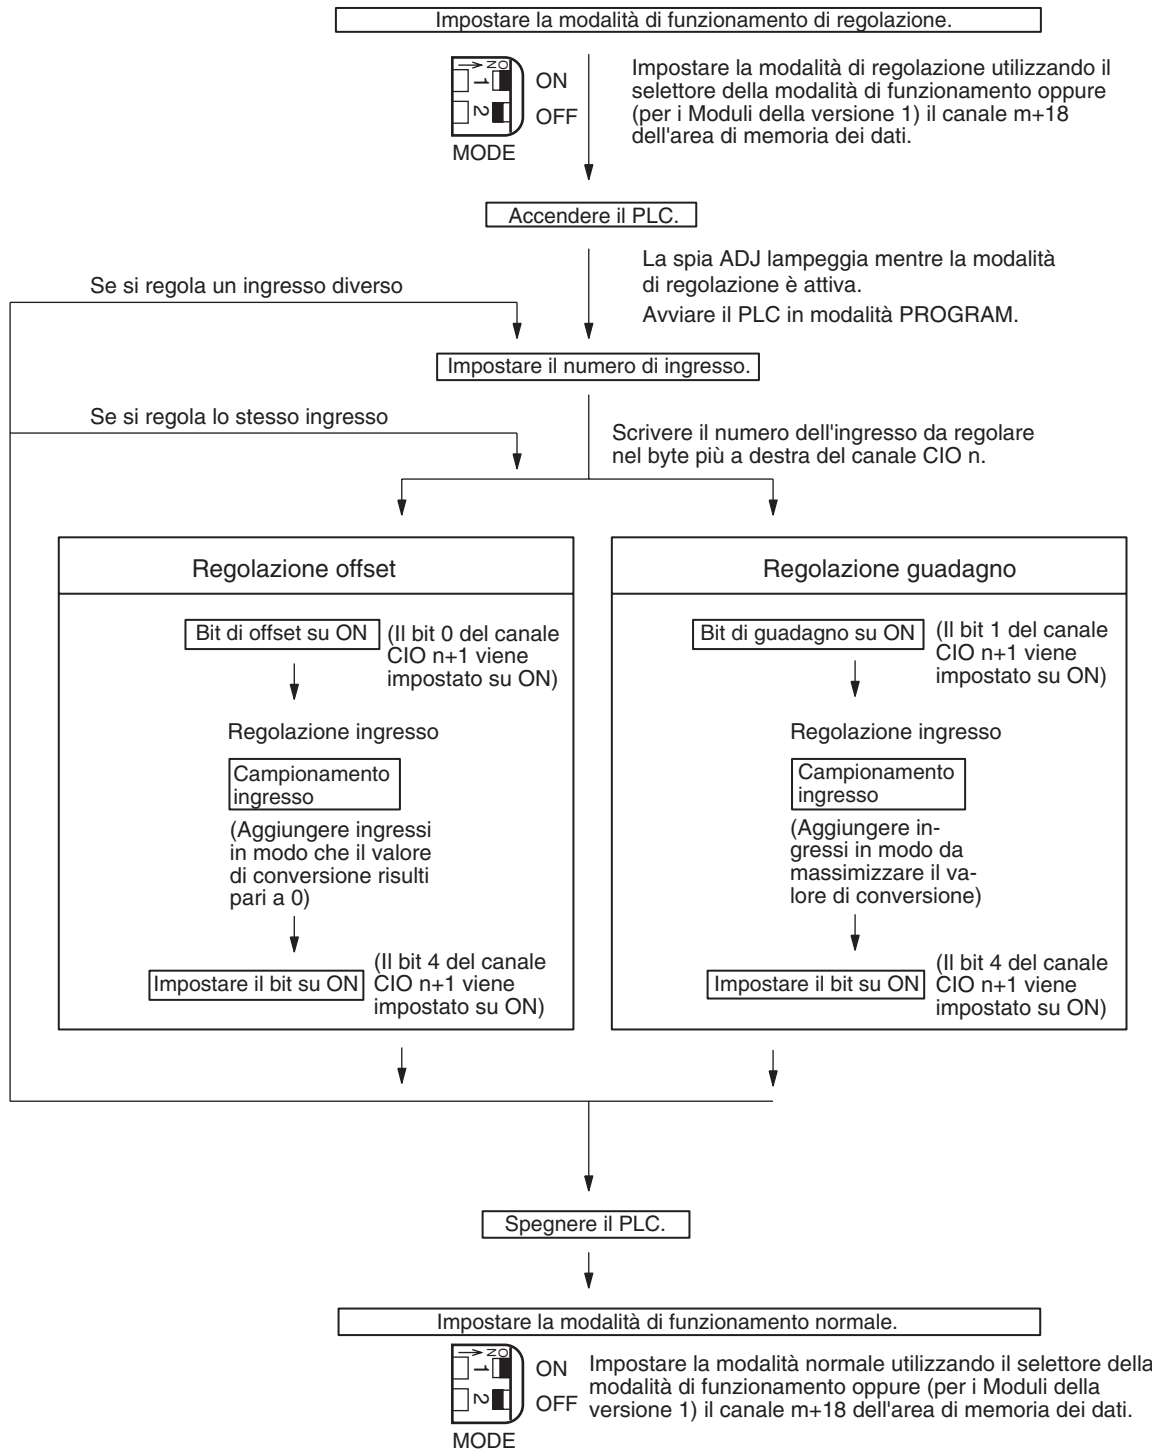 Impostare la modalità di funzionamento di regolazione.
ON
1
2
ON
OFF
MODE
Impostare la modalità di regolazione utilizzando il
selettore della modalità di funzionamento oppure
(per i Moduli della versione 1) il canale m+18
dell'area di memoria dei dati.
Accendere il PLC.
La spia ADJ lampeggia mentre la modalità
di regolazione è attiva.
Avviare il PLC in modalità PROGRAM.
Se si regola un ingresso diverso
Impostare il numero di ingresso.
Se si regola lo stesso ingresso
Scrivere il numero dell'ingresso da regolare
nel byte più a destra del canale CIO n.
Regolazione offset
Bit di offset su ON
(Il bit 0 del canale
CIO n+1 viene
impostato su ON)
Regolazione ingresso
Campionamento
ingresso
(Aggiungere ingressi
in modo che il valore
di conversione risulti
pari a 0)
Impostare il bit su ON
(Il bit 4 del canale
CIO n+1 viene
impostato su ON)
Regolazione guadagno
Bit di guadagno su ON
(Il bit 1 del canale
CIO n+1 viene
impostato su ON)
Regolazione ingresso
Campionamento
ingresso
(Aggiungere in-
gressi in modo da
massimizzare il va-
lore di conversione)
Impostare il bit su ON
(Il bit 4 del canale
CIO n+1 viene
impostato su ON)
Spegnere il PLC.
Impostare la modalità di funzionamento normale.
ON
1
2
ON
OFF
MODE
Impostare la modalità normale utilizzando il selettore della
modalità di funzionamento oppure (per i Moduli della
versione 1) il canale m+18 dell'area di memoria dei dati.